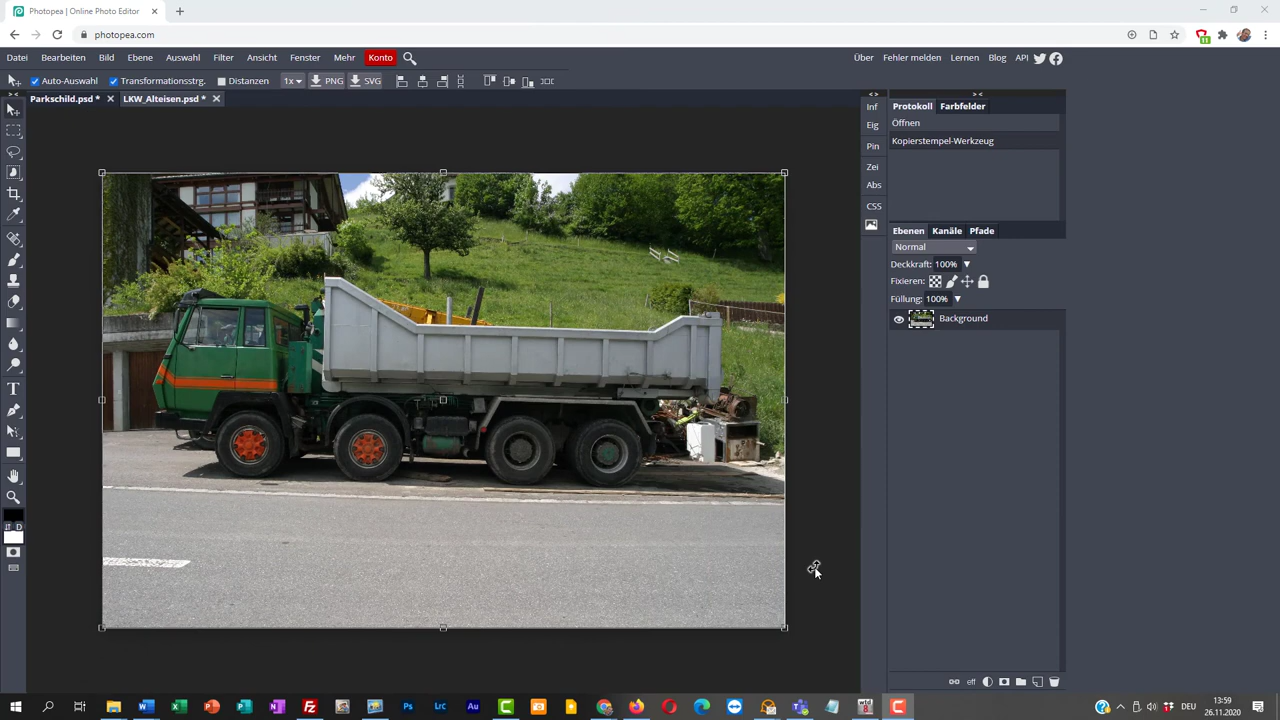 Photopea | Online Photo Editor
photopea.com
11
Datei Bearbeiten Bild Ebene Auswahl Filter Ansicht Fenster Mehr Konto Über Fehler melden Lernen Blog API
Auto-Auswahl Transformationsstrg. Distanzen 1x PNG SVG
Parkschild.psd * LKW_Alteisen.psd *
Inf
Eig
Pin
Zei
Abs
CSS
Protokoll Farbfelder
Öffnen
Kopierstempel-Werkzeug
Ebenen Kanäle Pfade
Normal
Deckkraft: 100%
Fixieren:
Füllung: 100%
Background
eff
DEU
13:59
26.11.2020